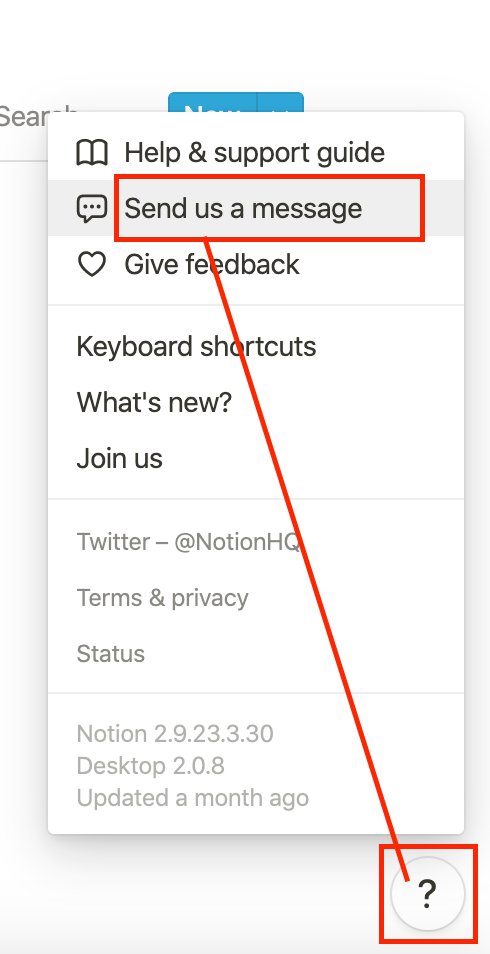 Search
New
Help & support guide
Send us a message
Give feedback
Keyboard shortcuts
What's new?
Join us
Twitter – @NotionHQ
Terms & privacy
Status
Notion 2.9.23.3.30
Desktop 2.0.8
Updated a month ago
?